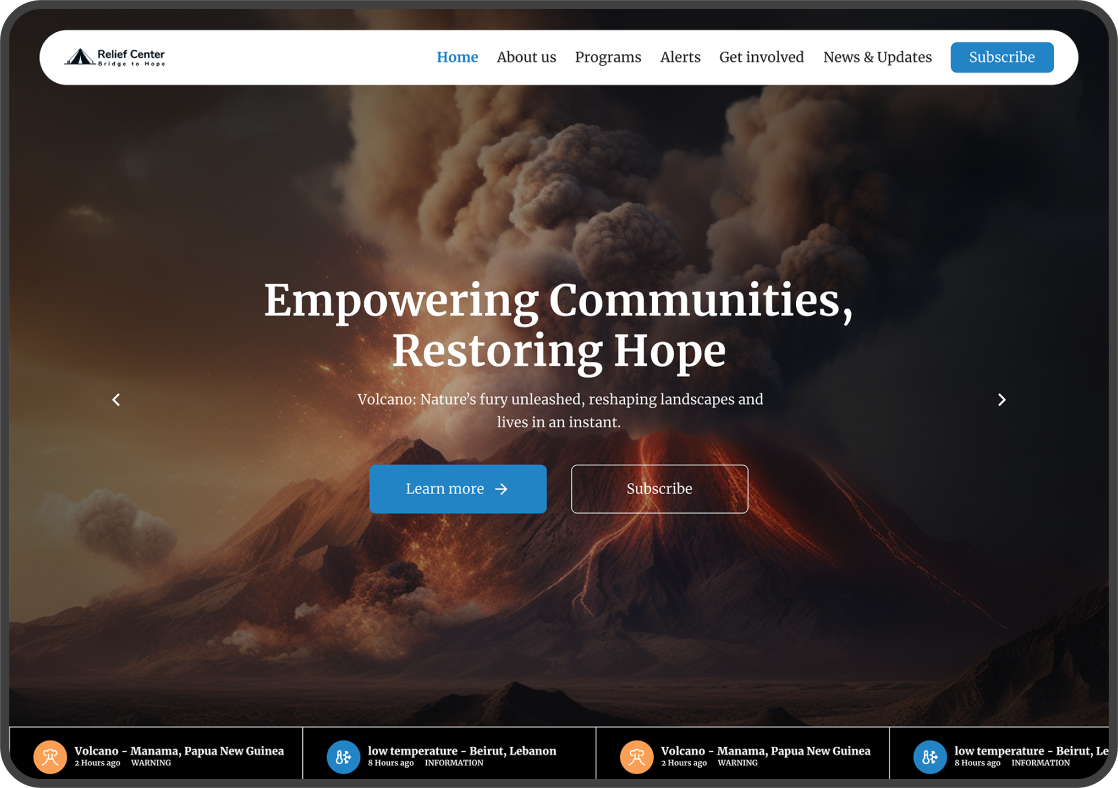 Relief Center
Bridge to Hope
Home About us Programs Alerts Get involved News & Updates Subscribe
Empowering Communities,
Restoring Hope
Volcano: Nature's fury unleashed, reshaping landscapes and
lives in an instant.
Learn more Subscribe
Volcano - Manama, Papua New Guinea
2 Hours ago WARNING
low temperature - Beirut, Lebanon
8 Hours ago INFORMATION
Volcano - Manama, Papua New Guinea
2 Hours ago WARNING
low temperature - Beirut, Le
8 Hours ago INFORMATION